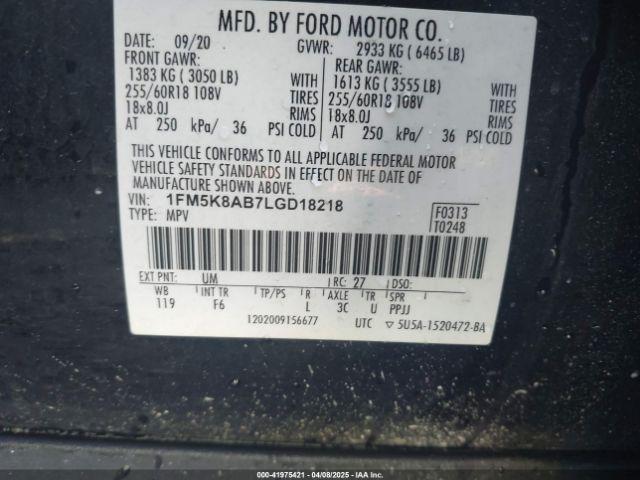 MFD. BY FORD MOTOR CO.
DATE: 09/20 GVWR: 2933 KG ( 6465 LB)
FRONT GAWR: REAR GAWR:
1383 KG ( 3050 LB) WITH 1613 KG ( 3555 LB) WITH
255/60R18 108V TIRES 255/60R18 108V TIRES
18x8.0J RIMS 18x8.0J RIMS
AT 250 kPa/ 36 PSI COLD AT 250 kPa/ 36 PSI COLD
THIS VEHICLE CONFORMS TO ALL APPLICABLE FEDERAL MOTOR
VEHICLE SAFETY STANDARDS IN EFFECT ON THE DATE OF
MANUFACTURE SHOWN ABOVE.
VIN: 1FM5K8AB7LGD18218 F0313
TYPE: MPV T0248
EXT PNT: UM RC: 27 DSO:
WB INT TR TP/PS R AXLE TR SPR
119 F6 L 3C U PPJJ
1202009156677 UTC ▽ 5U5A-1520472-BA
000-41975421 04/08/2025 IAA Inc.